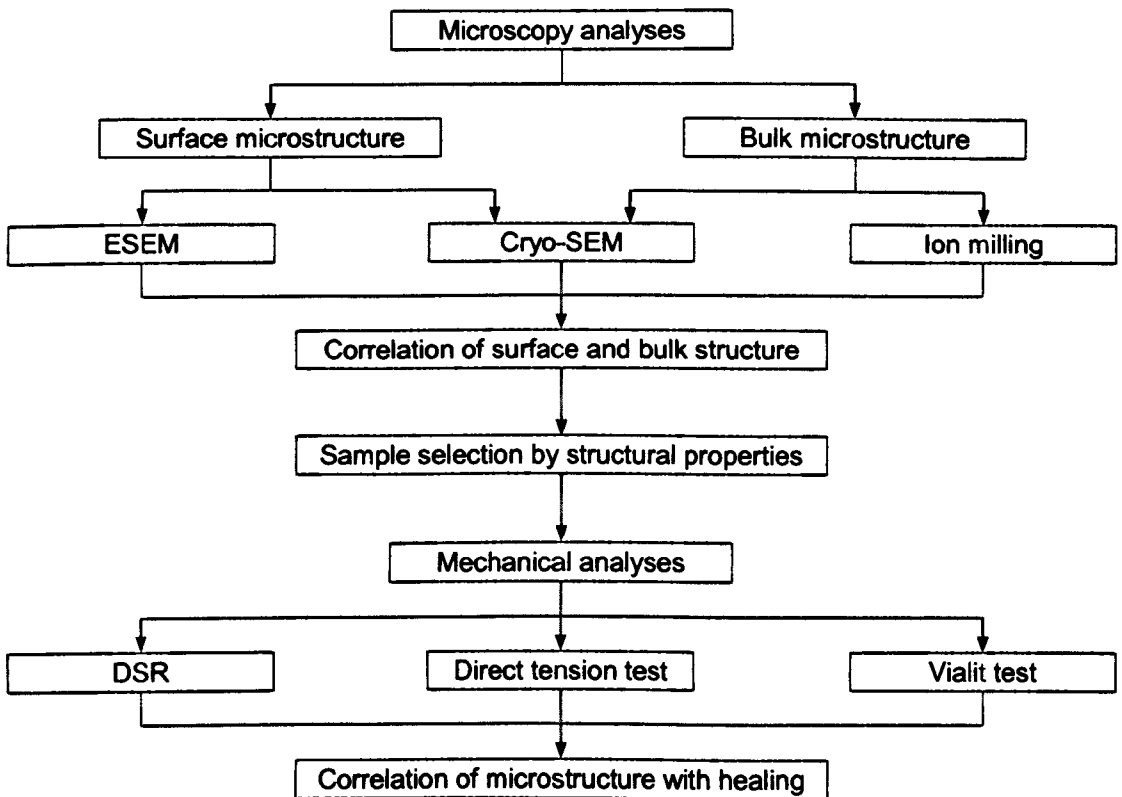 Microscopy analyses
Surface microstructure
Bulk microstructure
ESEM
Cryo-SEM
Ion milling
Correlation of surface and bulk structure
Sample selection by structural properties
Mechanical analyses
DSR
Direct tension test
Vialit test
Correlation of microstructure with healing